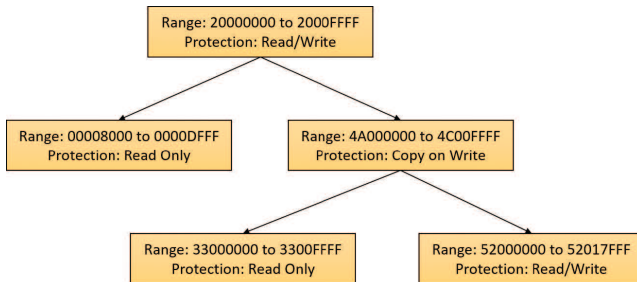 Range: 20000000 to 2000FFFF
Protection: Read/Write
Range: 00008000 to 0000DFFF
Protection: Read Only
Range: 4A000000 to 4C00FFFF
Protection: Copy on Write
Range: 33000000 to 3300FFFF
Protection: Read Only
Range: 52000000 to 52017FFF
Protection: Read/Write